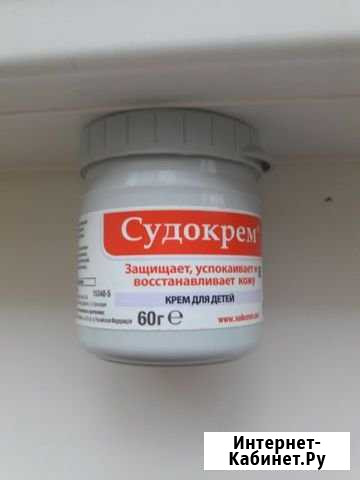 Судокрем®
Защищает, успокаивает и
восстанавливает кожу
КРЕМ ДЛЯ ДЕТЕЙ
60г е
Интернет-
Кабинет.Ру